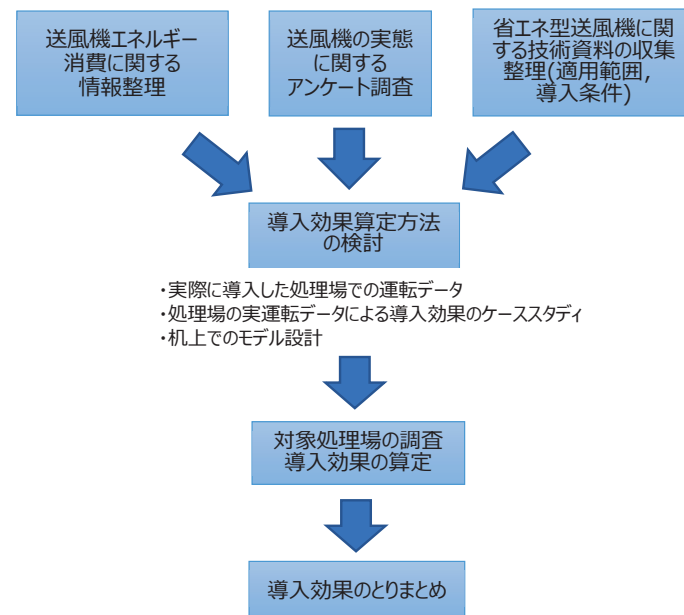 送風機エネルギー
消費に関する
情報整理
送風機の実態
に関する
アンケート調査
省エネ型送風機に関
する技術資料の収集
整理(適用範囲,
導入条件)
導入効果算定方法
の検討
・実際に導入した処理場での運転データ
・処理場の実運転データによる導入効果のケーススタディ
・机上でのモデル設計
対象処理場の調査
導入効果の算定
導入効果のとりまとめ